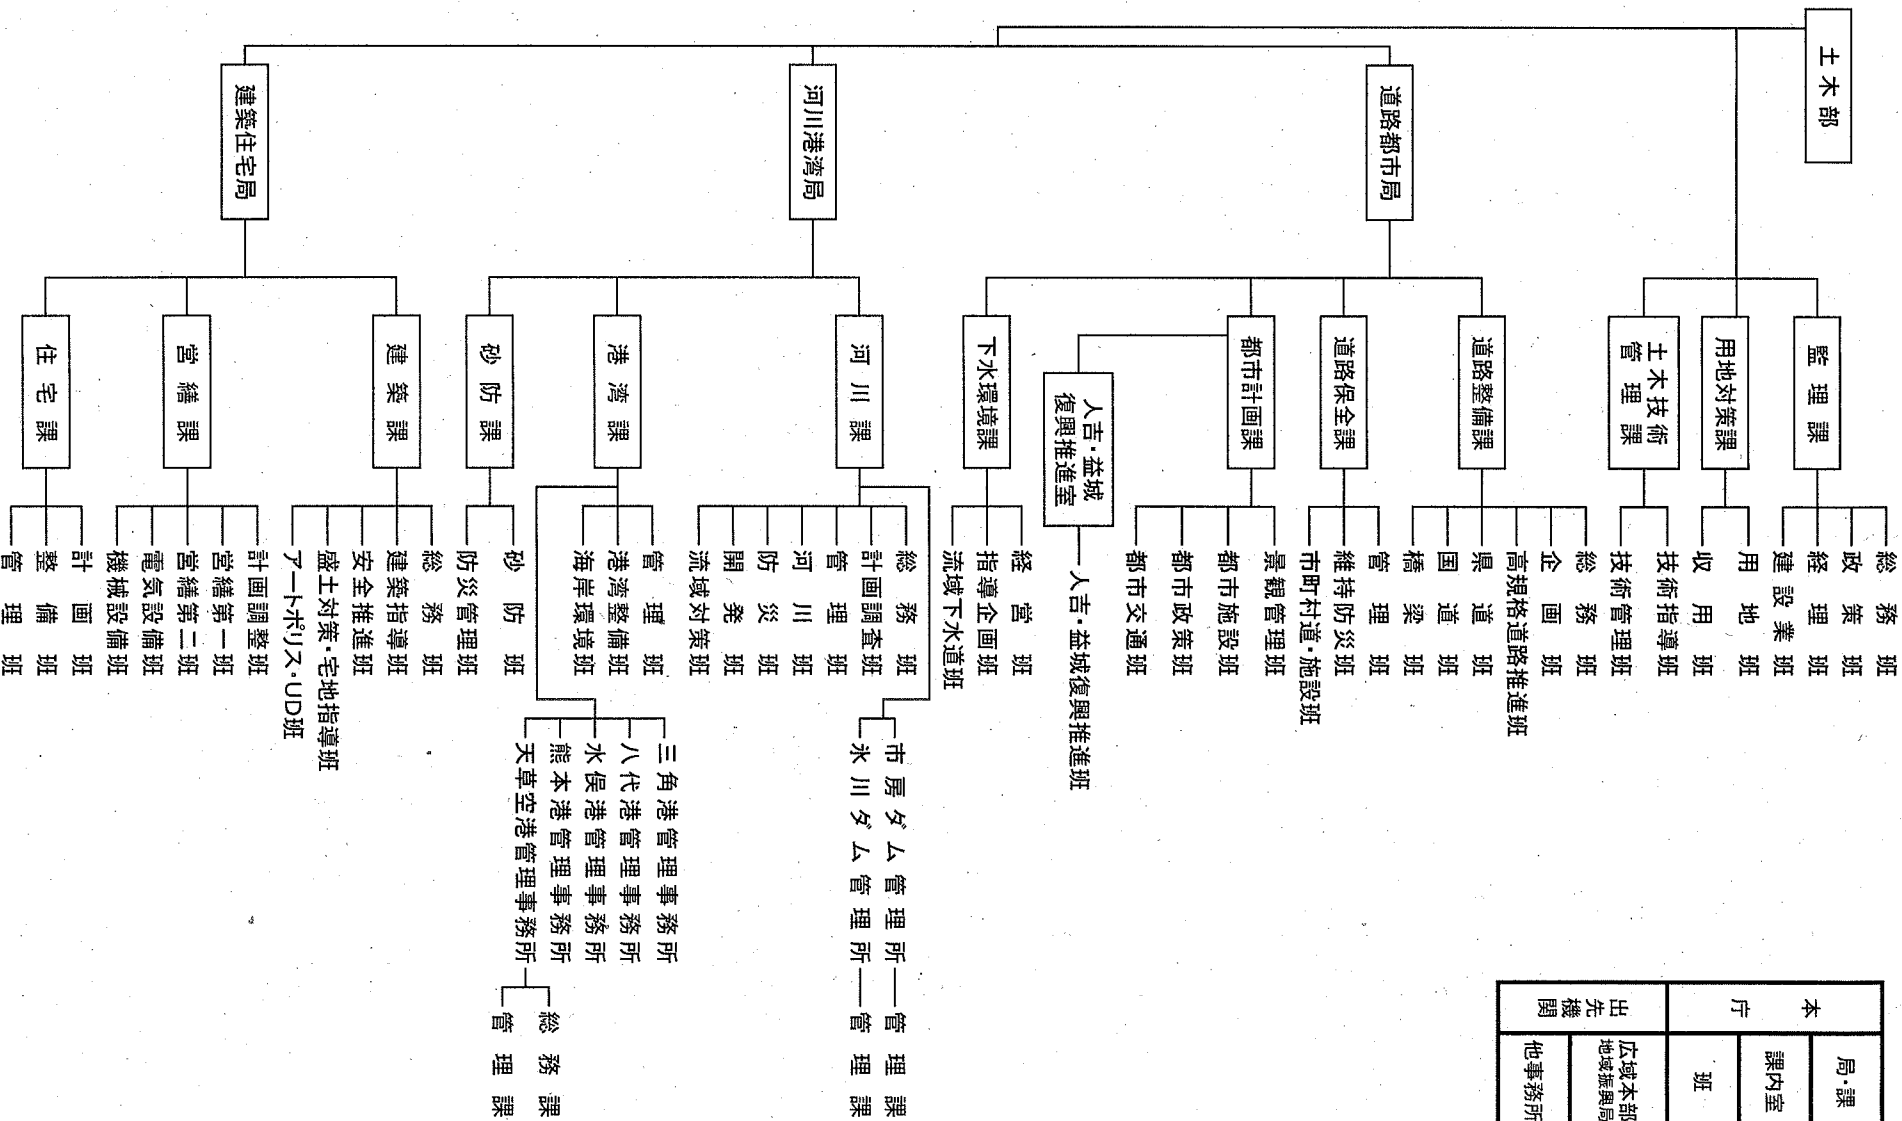 土木部
監理課
総務班
政策班
経理班
建設業班
用地対策課
用地班
収用班
土木技術
管理課
技術指導班
技術管理班
道路都市局
道路整備課
総務班
企画班
高規格道路推進班
県道班
国道班
橋梁班
道路保全課
管理班
維持防災班
市町村道・施設班
都市計画課
景観管理班
都市施設班
都市政策班
都市交通班
人吉・益城
復興推進室
人吉・益城復興推進班
下水環境課
経営班
指導企画班
流域下水道班
河川港湾局
河川課
総務班
計画調査班
管理班
河川班
防災班
開発班
流域対策班
市房ダム管理所
管理課
氷川ダム管理所
管理課
港湾課
管理班
港湾整備班
海岸環境班
三角港管理事務所
八代港管理事務所
水俣港管理事務所
熊本港管理事務所
天草空港管理事務所
総務課
管理課
砂防課
砂防班
防災管理班
建築住宅局
建築課
総務班
建築指導班
安全推進班
盛土対策・宅地指導班
アートポリス・UD班
営繕課
計画調整班
営繕第一班
営繕第二班
電気設備班
機械設備班
住宅課
計画班
整備班
管理班
本庁
局・課
課内室
班
出先
機関
広域本部
地域振興局
他事務所